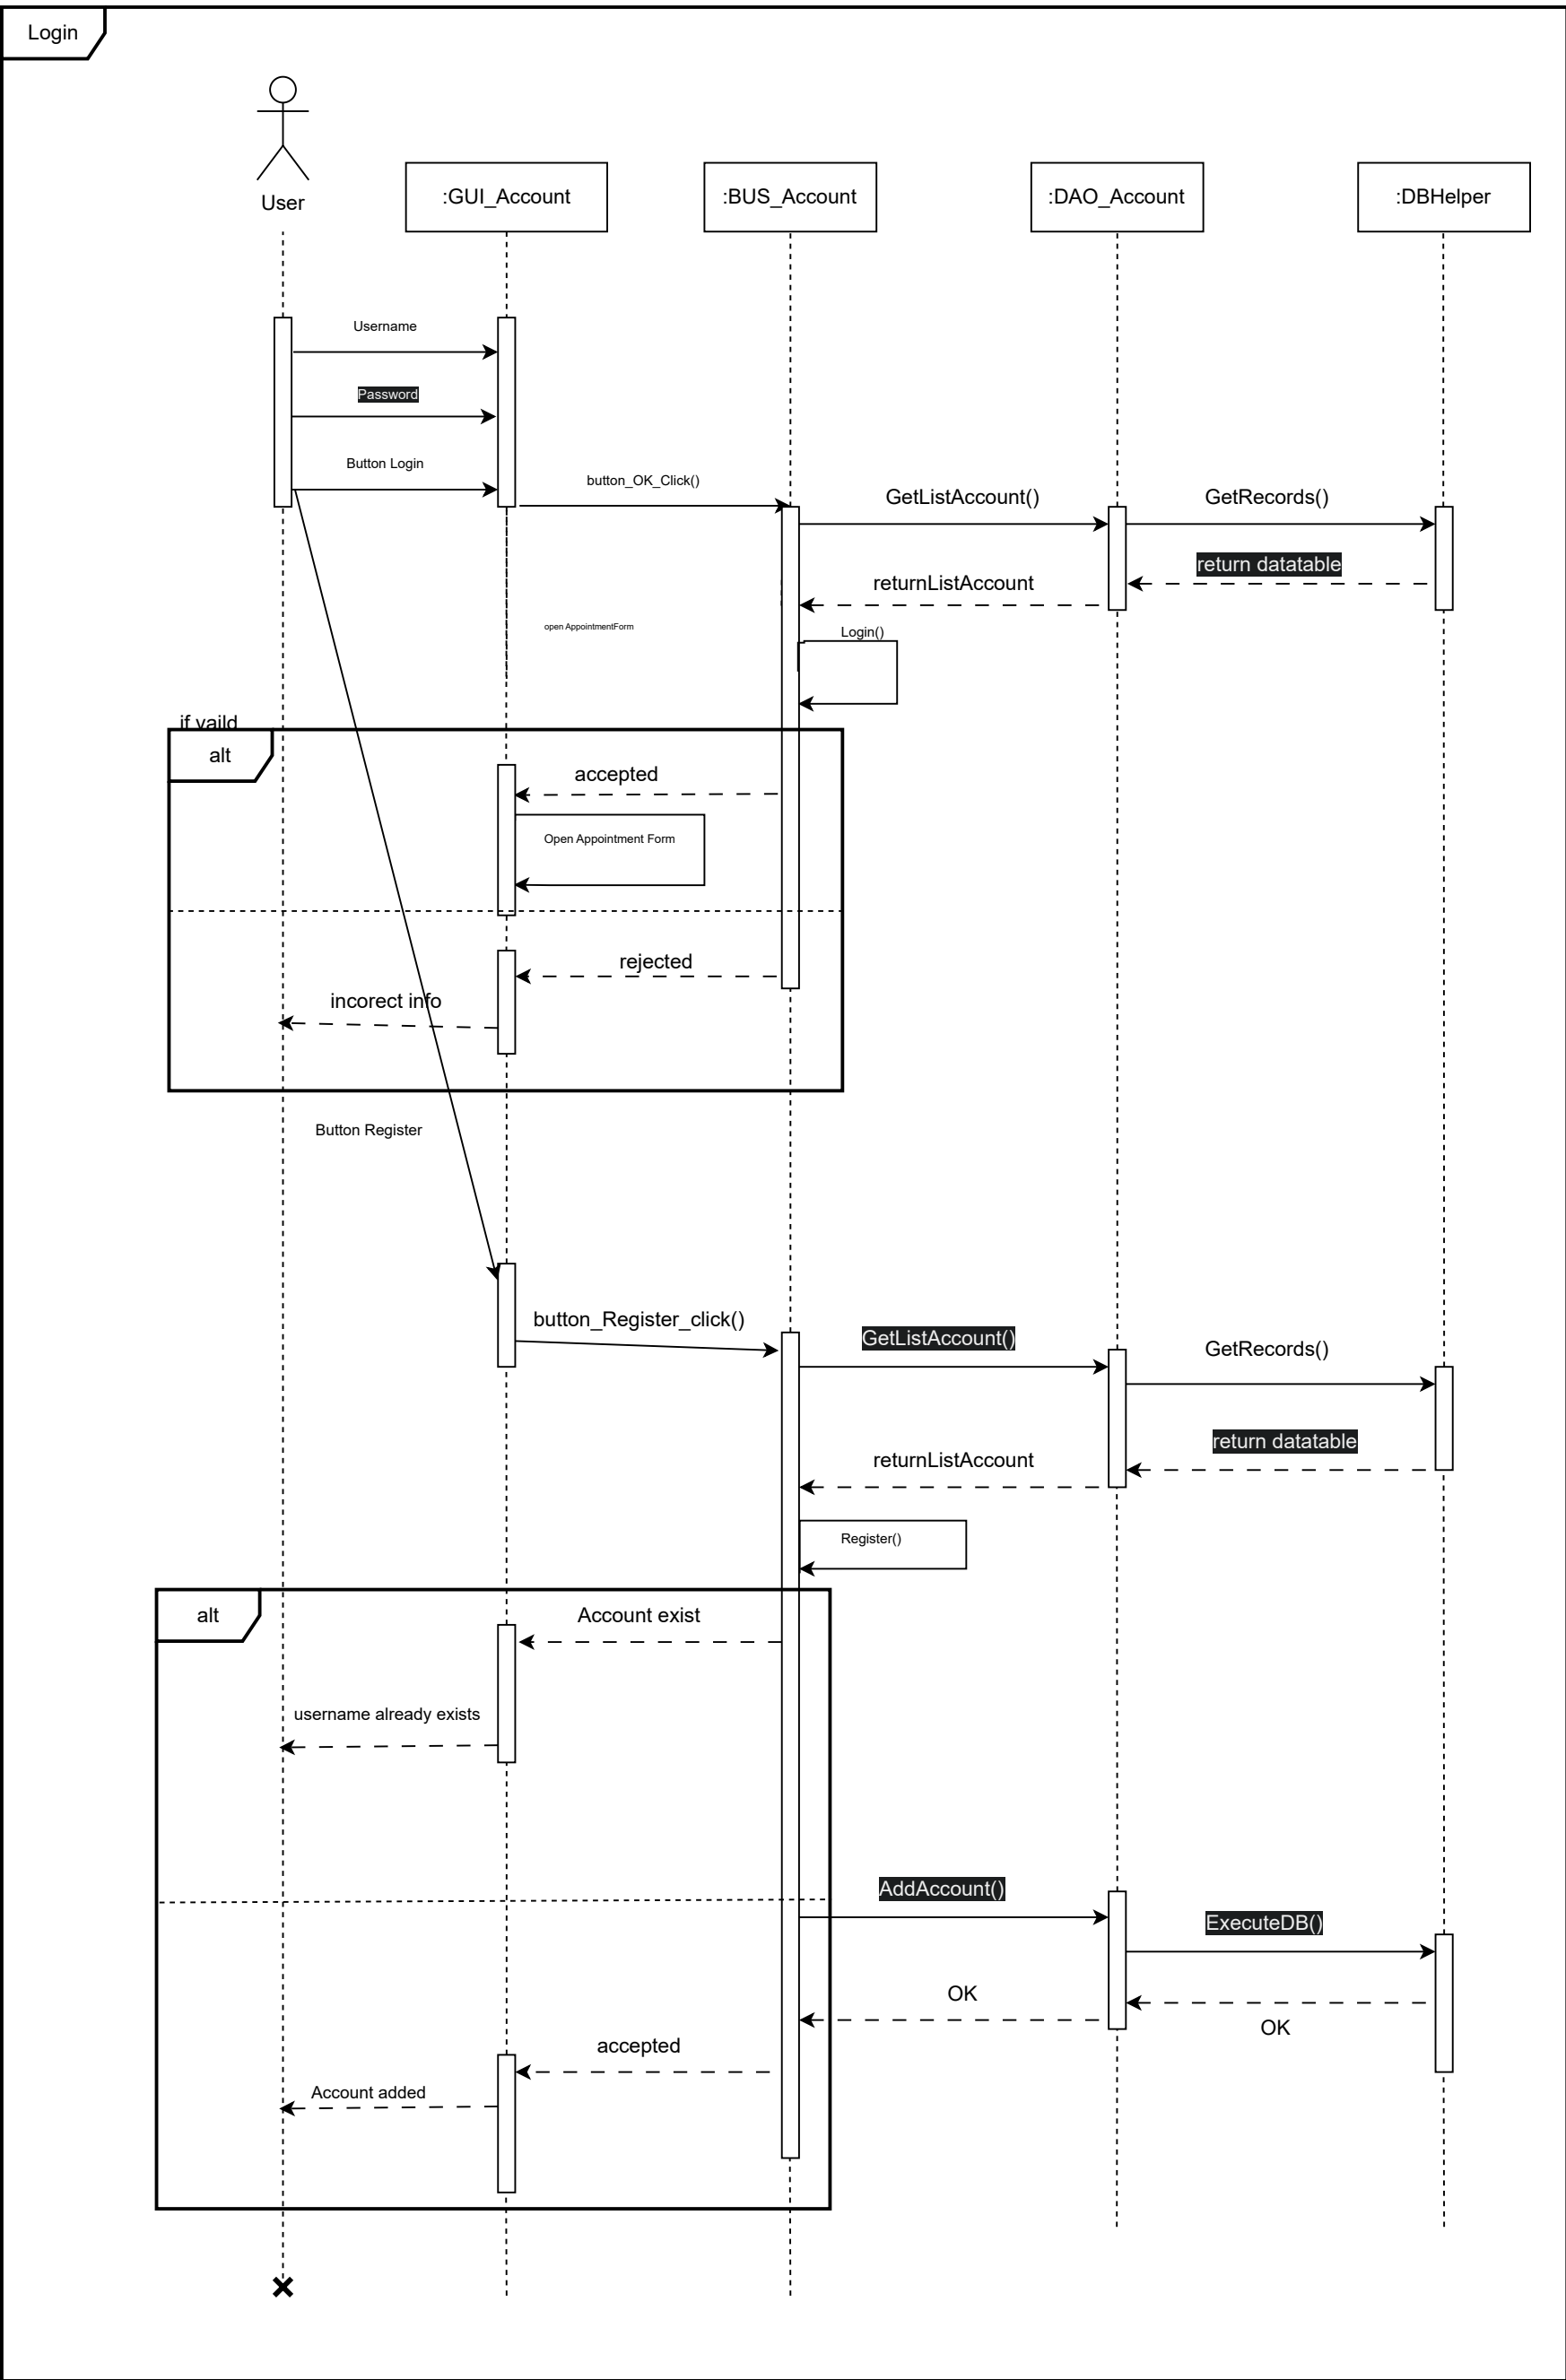 Login
User
:GUI_Account
:BUS_Account
:DAO_Account
:DBHelper
Username
Password
Button Login
button_OK_Click()
GetListAccount()
GetRecords()
return datatable
returnListAccount
open AppointmentForm
Login()
if vaild
alt
accepted
Open Appointment Form
rejected
incorect info
Button Register
button_Register_click()
GetListAccount()
GetRecords()
return datatable
returnListAccount
Register()
alt
Account exist
username already exists
AddAccount()
ExecuteDB()
OK
OK
accepted
Account added